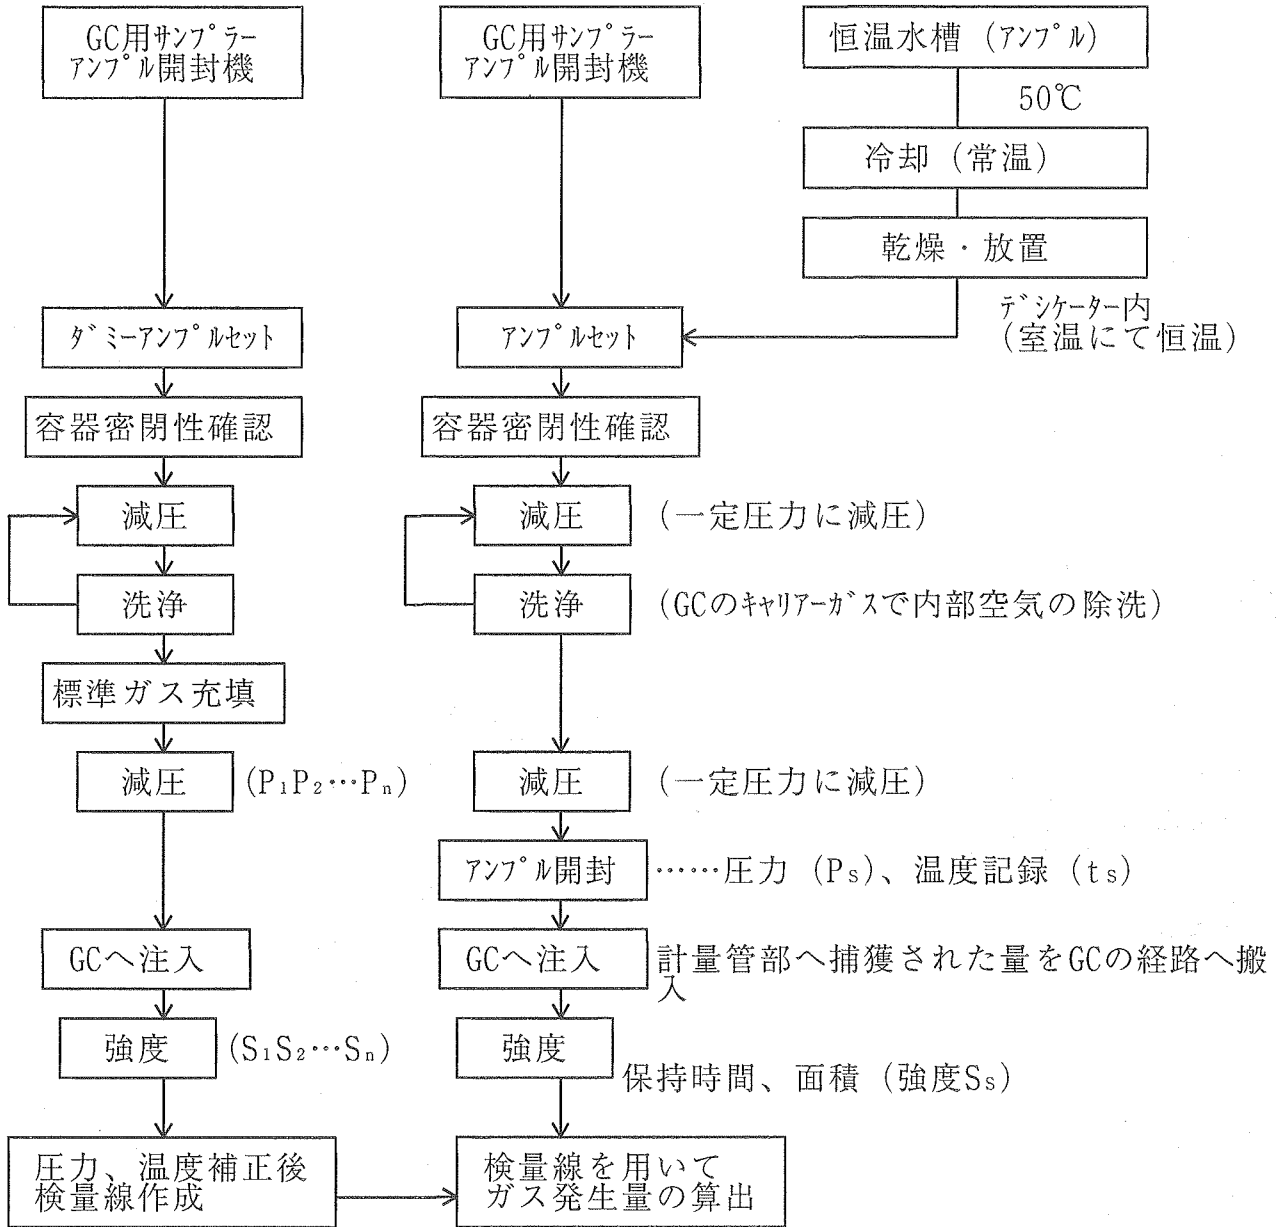 GC用サンプラー
アンプル開封機
GC用サンプラー
アンプル開封機
恒温水槽（アンプル）
50℃
冷却（常温）
乾燥・放置
デシケーター内
（室温にて恒温）
ダミーアンプルセット
アンプルセット
容器密閉性確認
容器密閉性確認
減圧
減圧
（一定圧力に減圧）
洗浄
洗浄
（GCのキャリアーガスで内部空気の除洗）
標準ガス充填
減圧
（P₁P₂…Pₙ）
減圧
（一定圧力に減圧）
アンプル開封
……圧力（Ps）、温度記録（ts）
GCへ注入
GCへ注入
計量管部へ捕獲された量をGCの経路へ搬
入
強度
（S₁S₂…Sₙ）
強度
保持時間、面積（強度Ss）
圧力、温度補正後
検量線作成
検量線を用いて
ガス発生量の算出